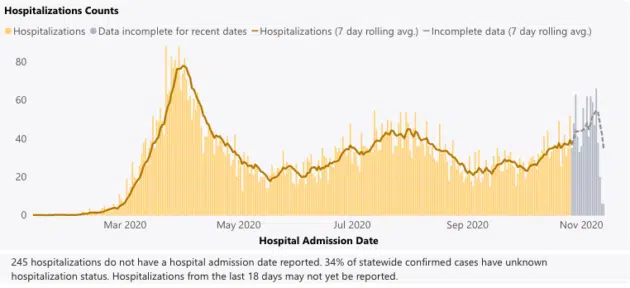 Hospitalizations Counts
Hospitalizations Data incomplete for recent dates Hospitalizations (7 day rolling avg.) Incomplete data (7 day rolling avg.)
80
60
40
20
0
Mar 2020 May 2020 Jul 2020 Sep 2020 Nov 2020
Hospital Admission Date
245 hospitalizations do not have a hospital admission date reported. 34% of statewide confirmed cases have unknown
hospitalization status. Hospitalizations from the last 18 days may not yet be reported.